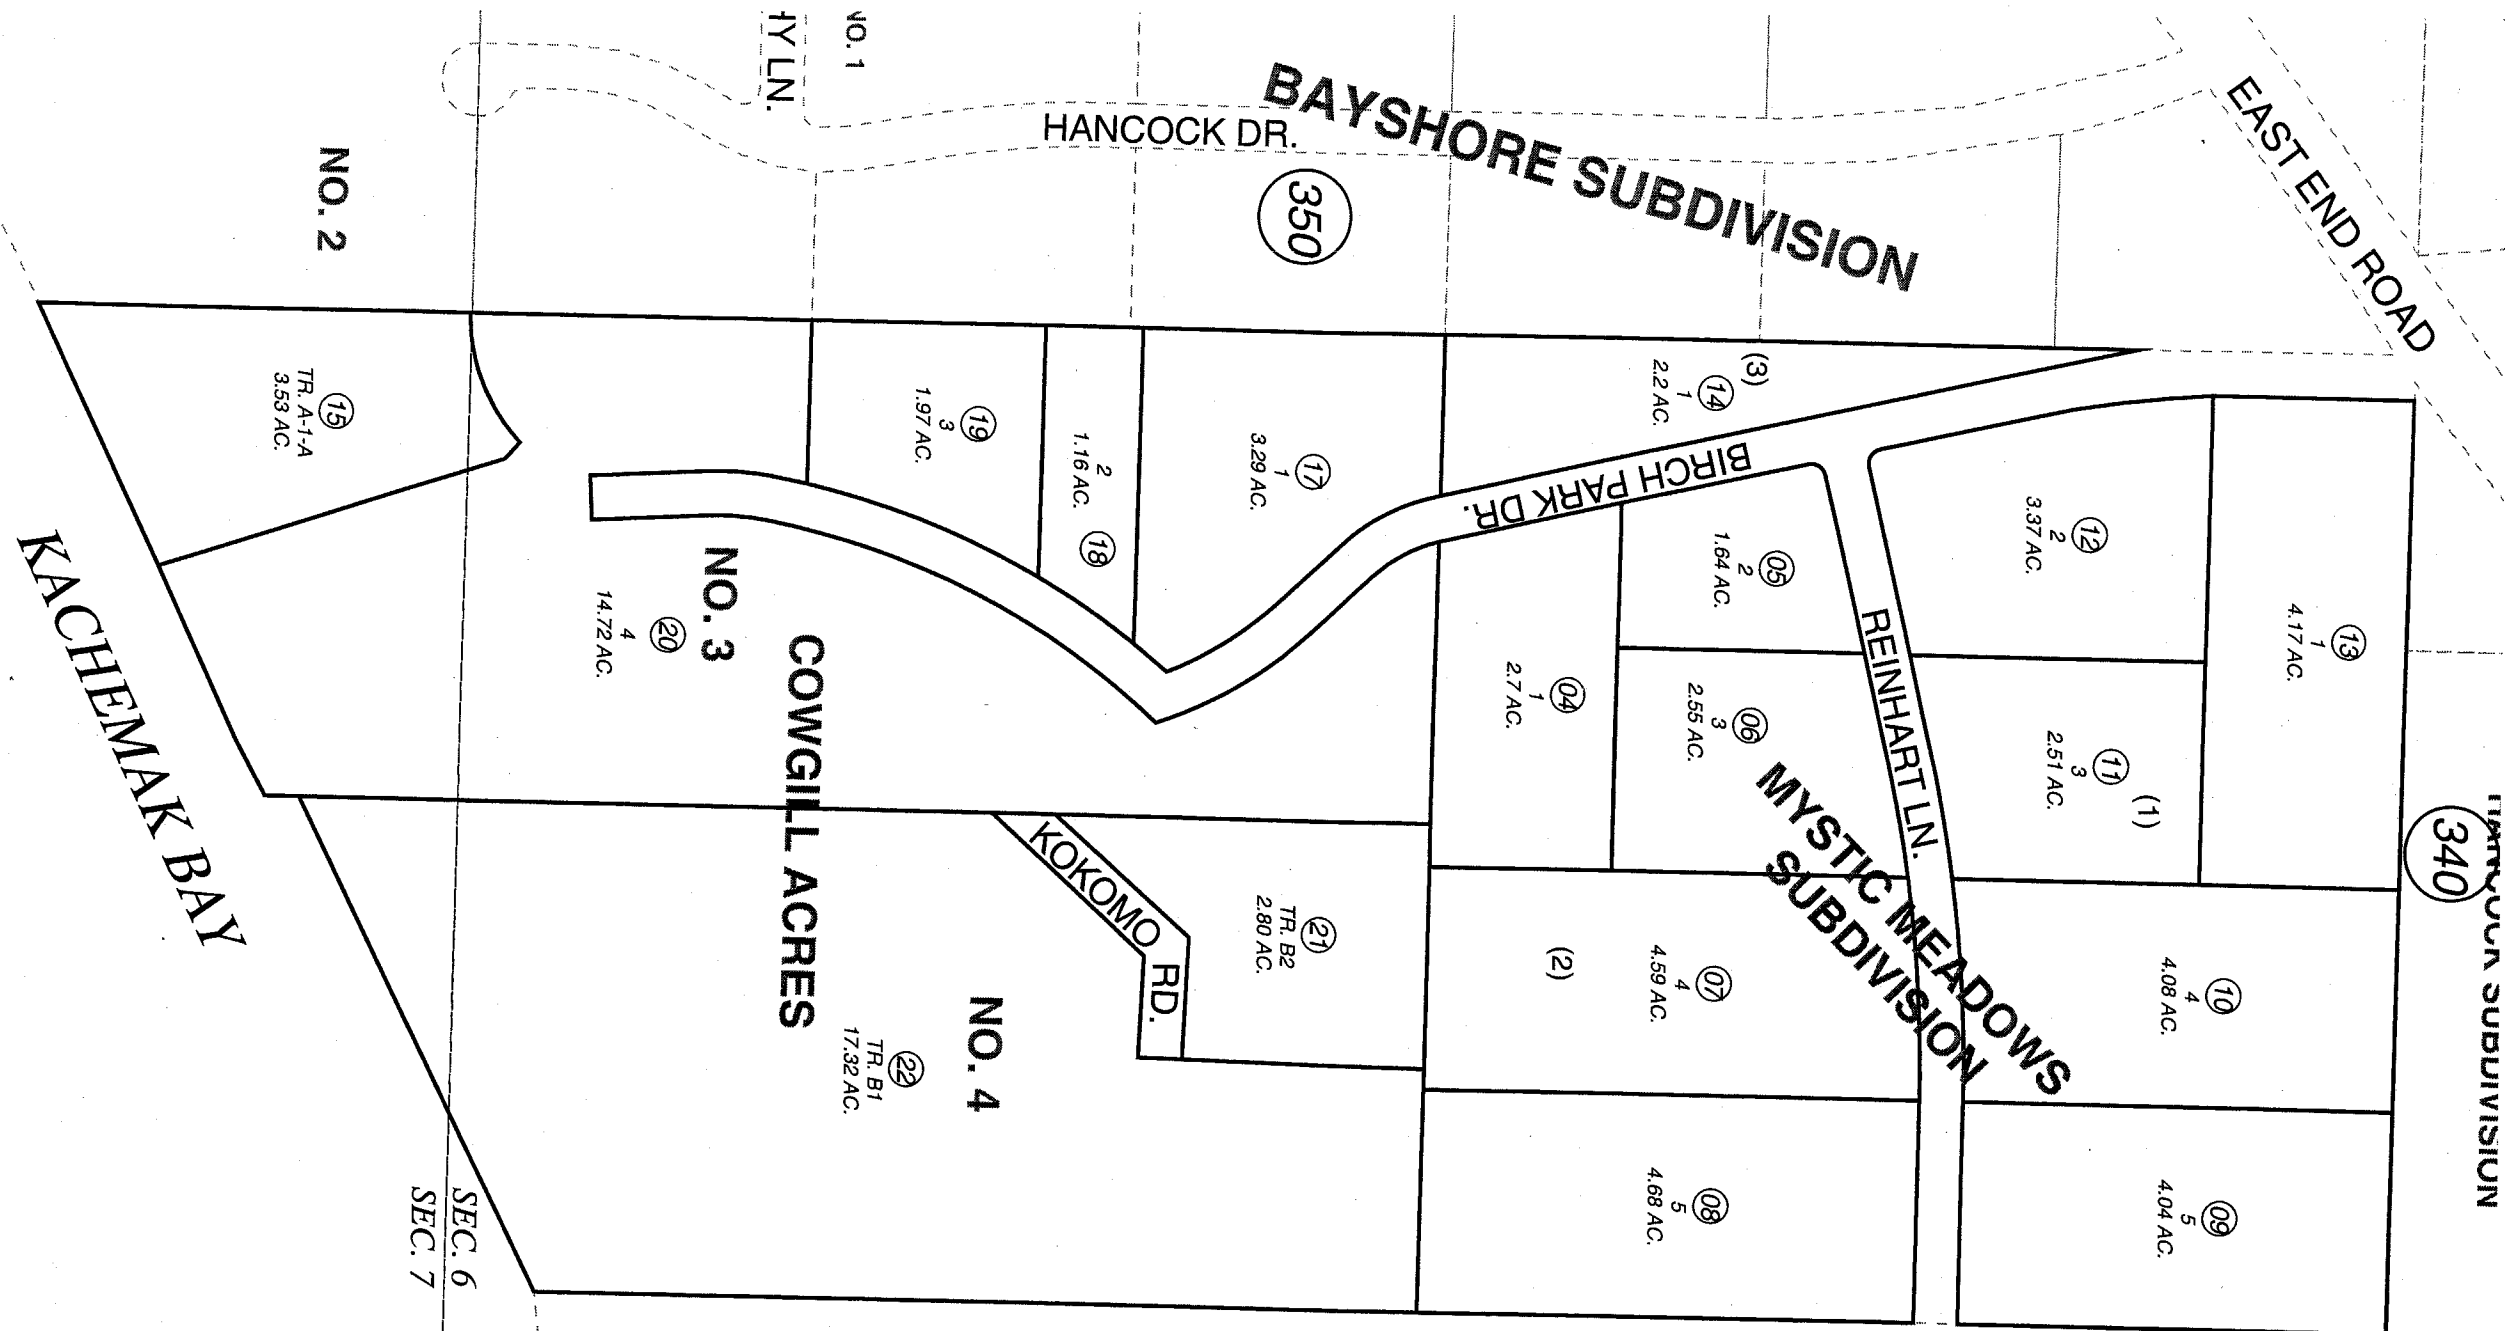 NO. 1
HY LN.
HANCOCK DR.
BAYSHORE SUBDIVISION
350
EAST END ROAD
NO. 2
15
TR. A-1-A
3.53 AC.
19
3
1.97 AC.
2
1.16 AC.
18
17
1
3.29 AC.
(3)
14
1
2.2 AC.
BIRCH PARK DR.
12
2
3.37 AC.
13
1
4.17 AC.
05
2
1.64 AC.
REINHART LN.
04
1
2.7 AC.
06
3
2.55 AC.
11
3
2.51 AC.
(1)
340
HANCOCK SUBDIVISION
MYSTIC MEADOWS
SUBDIVISION
NO. 3
20
4
14.72 AC.
COWGILL ACRES
KACHEMAK BAY
KOKOMO RD.
21
TR. B2
2.80 AC.
(2)
07
4
4.59 AC.
10
4
4.08 AC.
NO. 4
22
TR. B1
17.32 AC.
08
5
4.68 AC.
09
5
4.04 AC.
SEC. 6
SEC. 7